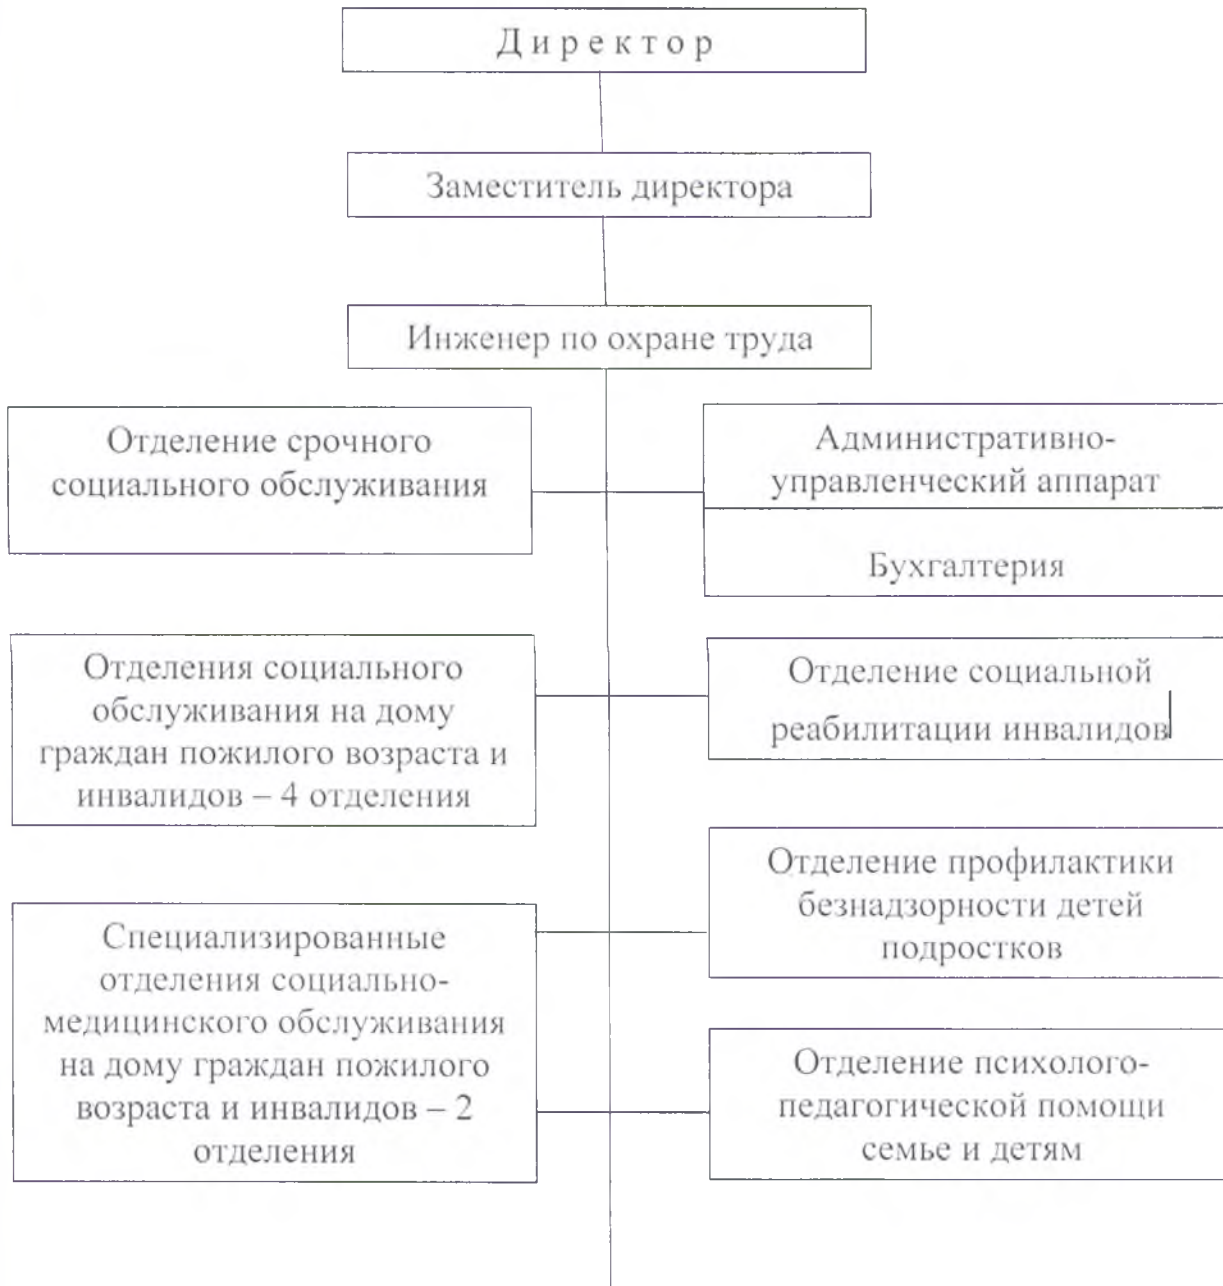 Директор
Заместитель директора
Инженер по охране труда
Отделение срочного
социального обслуживания
Административно-
управленческий аппарат
Бухгалтерия
Отделения социального
обслуживания на дому
граждан пожилого возраста и
инвалидов – 4 отделения
Отделение социальной
реабилитации инвалидов
Отделение профилактики
безнадзорности детей
подростков
Специализированные
отделения социально-
медицинского обслуживания
на дому граждан пожилого
возраста и инвалидов – 2
отделения
Отделение психолого-
педагогической помощи
семье и детям